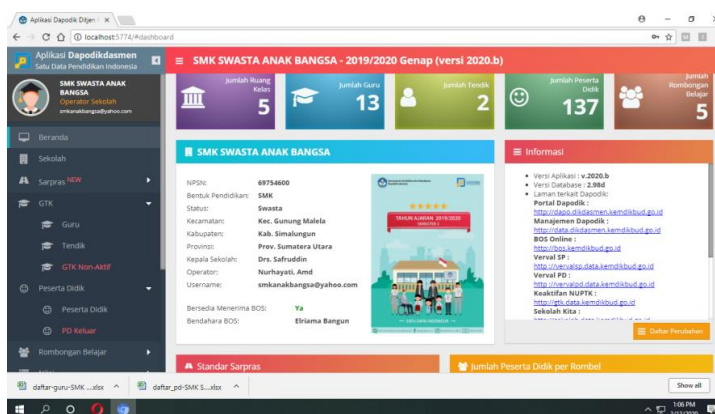 Aplikasi Dapodik Ditjen
localhost:5774/#dashboard
Aplikasi Dapodikdasmen
Satu Data Pendidikan Indonesia
SMK SWASTA ANAK BANGSA - 2019/2020 Genap (versi 2020.b)
SMK SWASTA ANAK
BANGSA
Operator Sekolah
smkanakbangsa@yahoo.com
Beranda
Sekolah
Sarpras NEW
GTK
Guru
Tendik
GTK Non-Aktif
Peserta Didik
Peserta Didik
PD Keluar
Rombongan Belajar
Jumlah Ruang
Kelas
5
Jumlah Guru
13
Jumlah Tendik
2
Jumlah Peserta
Didik
137
Jumlah
Rombongan
Belajar
5
SMK SWASTA ANAK BANGSA
NPSN: 69754600
Bentuk Pendidikan: SMK
Status: Swasta
Kecamatan: Kec. Gunung Malela
Kabupaten: Kab. Simalungun
Provinsi: Prov. Sumatera Utara
Kepala Sekolah: Drs. Safruddin
Operator: Nurhayati, Amd
Username: smkanakbangsa@yahoo.com
Bersedia Menerima BOS: Ya
Bendahara BOS: Elriama Bangun
TAHUN AJARAN 2019/2020
SEMESTER 2
SATU DATA INDONESIA
Informasi
Versi Aplikasi : v.2020.b
Versi Database : 2.98d
Laman terkait Dapodik:
Portal Dapodik :
http://dapo.dikdasmen.kemdikbud.go.id
Manajemen Dapodik :
http://data.dikdasmen.kemdikbud.go.id
BOS Online :
http://bos.kemdikbud.go.id
Verval SP :
http://vervalsp.data.kemdikbud.go.id
Verval PD :
http://vervalpd.data.kemdikbud.go.id
Keaktifan NUPTK :
http://gtk.data.kemdikbud.go.id
Sekolah Kita :
Daftar Perubahan
Standar Sarpras
Jumlah Peserta Didik per Rombel
daftar-guru-SMK ....xlsx
daftar_pd-SMK S....xlsx
Show all
1:06 PM